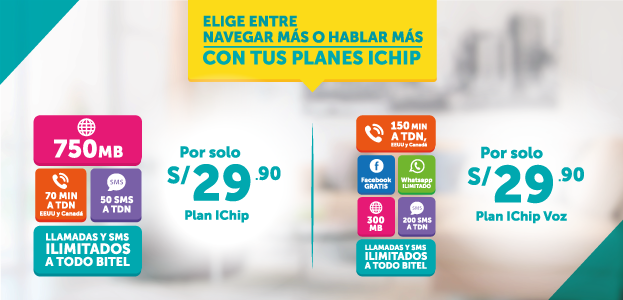 ELIGE ENTRE
NAVEGAR MÁS O HABLAR MÁS
CON TUS PLANES ICHIP
750MB
70 MIN
A TDN
EEUU y Canadá
SMS
50 SMS
A TDN
LLAMADAS Y SMS
ILIMITADOS
A TODO BITEL
Por solo
S/29.90
Plan IChip
150 MIN
A TDN,
EEUU y Canadá
Facebook
GRATIS
Whatsapp
ILIMITADO
300
MB
SMS
200 SMS
A TDN
LLAMADAS Y SMS
ILIMITADOS
A TODO BITEL
Por solo
S/29.90
Plan IChip Voz